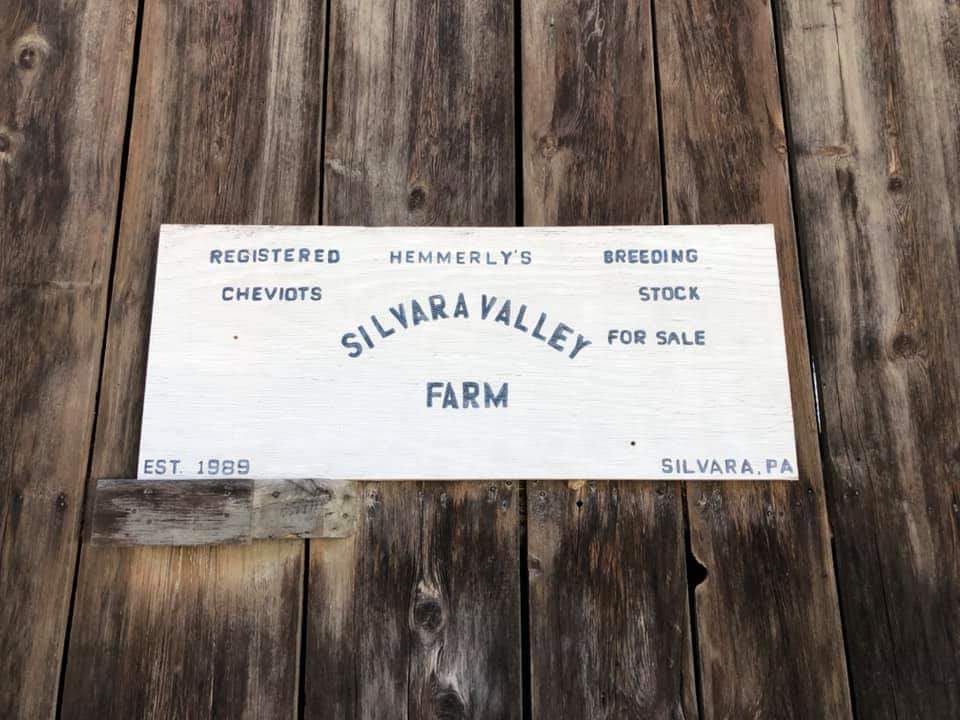 REGISTERED HEMMERLY'S BREEDING
CHEVIOTS STOCK
SILVARA VALLEY
FOR SALE
FARM
EST. 1989 SILVARA, PA